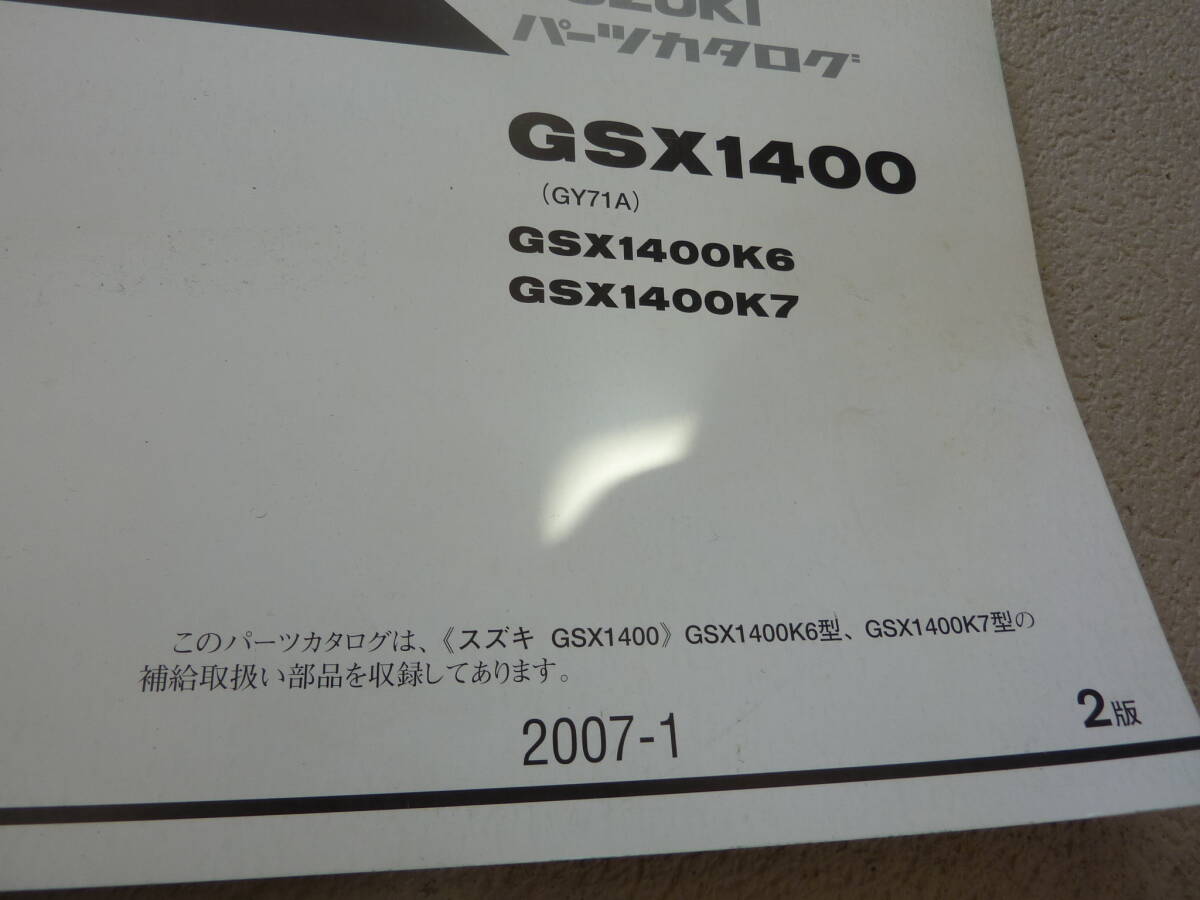 SUZUKI
パーツカタログ
GSX1400
(GY71A)
GSX1400K6
GSX1400K7
このパーツカタログは、《スズキ GSX1400》GSX1400K6型、GSX1400K7型の
補給取扱い部品を収録してあります。
2007-1
2版